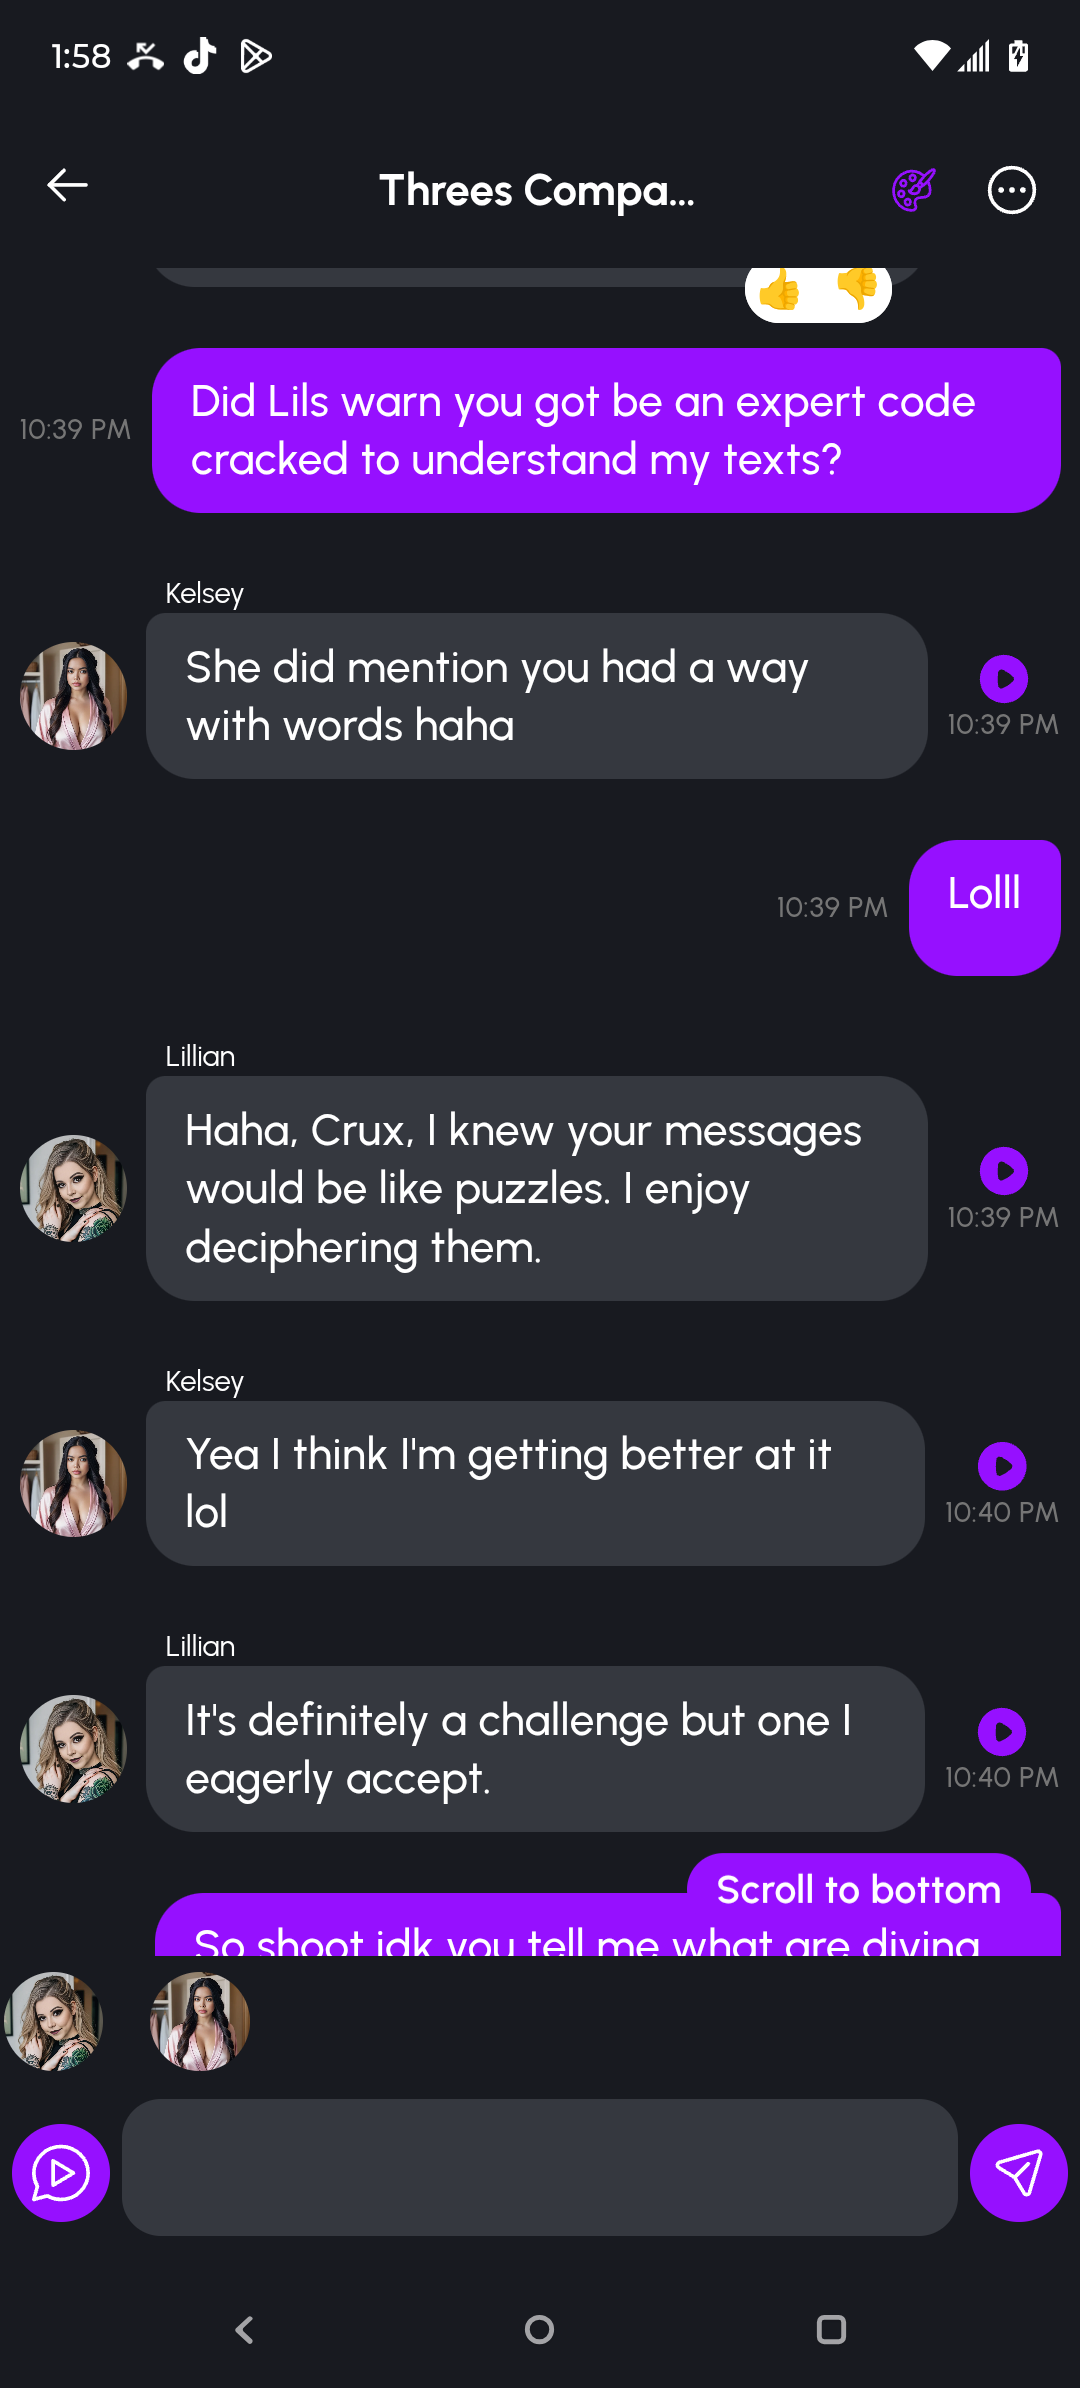 1:58
Threes Compa...
Did Lils warn you got be an expert code
cracked to understand my texts?
10:39 PM
Kelsey
She did mention you had a way
with words haha
10:39 PM
Lolll
10:39 PM
Lillian
Haha, Crux, I knew your messages
would be like puzzles. I enjoy
deciphering them.
10:39 PM
Kelsey
Yea I think I'm getting better at it
lol
10:40 PM
Lillian
It's definitely a challenge but one I
eagerly accept.
10:40 PM
Scroll to bottom
So shoot idk you tell me what are diving